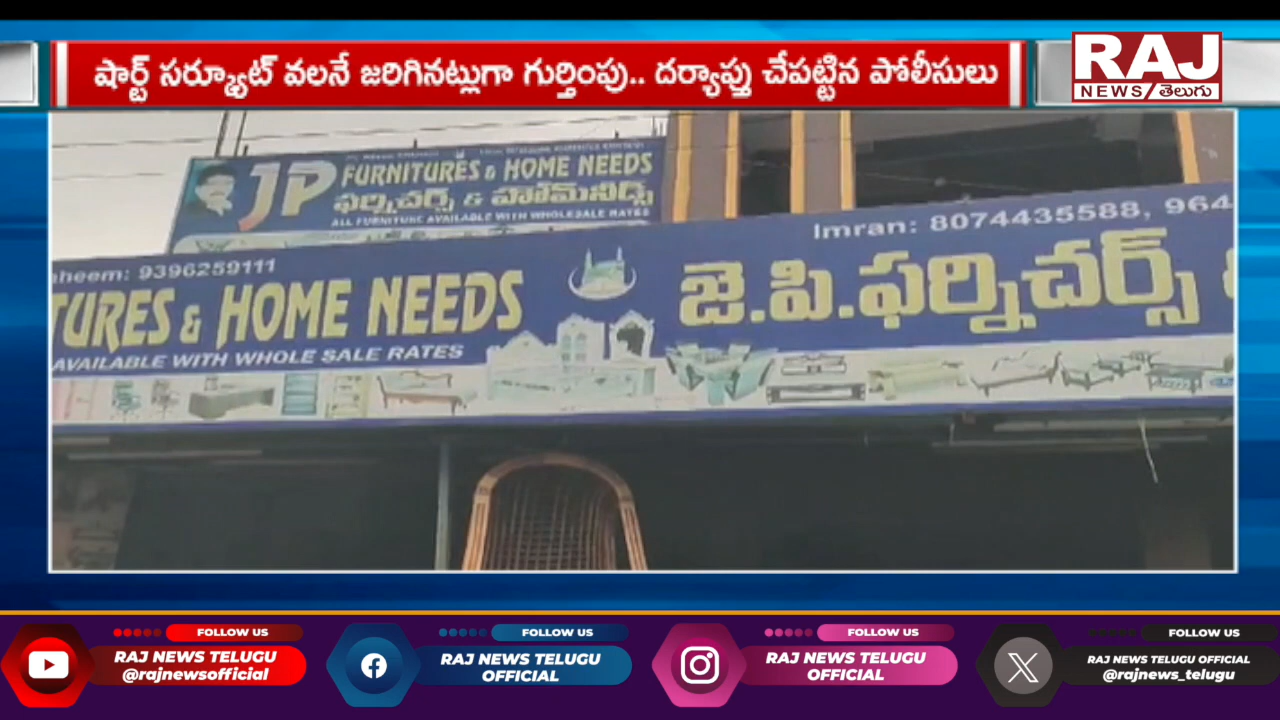 షార్ట్ సర్క్యూట్ వలనే జరిగినట్లుగా గుర్తింపు.. దర్యాప్తు చేపట్టిన పోలీసులు
RAJ
NEWS తెలుగు
JP FURNITURES & HOME NEEDS
ఫర్నిచర్స్ & హోమ్‌నీడ్స్
ALL FURNITURE AVAILABLE WITH WHOLESALE RATES
Imran: 8074435588, 964
heem: 9396259111
TURES & HOME NEEDS
జె.పి.ఫర్నిచర్స్
AVAILABLE WITH WHOLE SALE RATES
FOLLOW US
RAJ NEWS TELUGU
@rajnewsofficial
FOLLOW US
RAJ NEWS TELUGU
OFFICIAL
FOLLOW US
RAJ NEWS TELUGU
OFFICIAL
FOLLOW US
RAJ NEWS TELUGU OFFICIAL
@rajnews_telugu